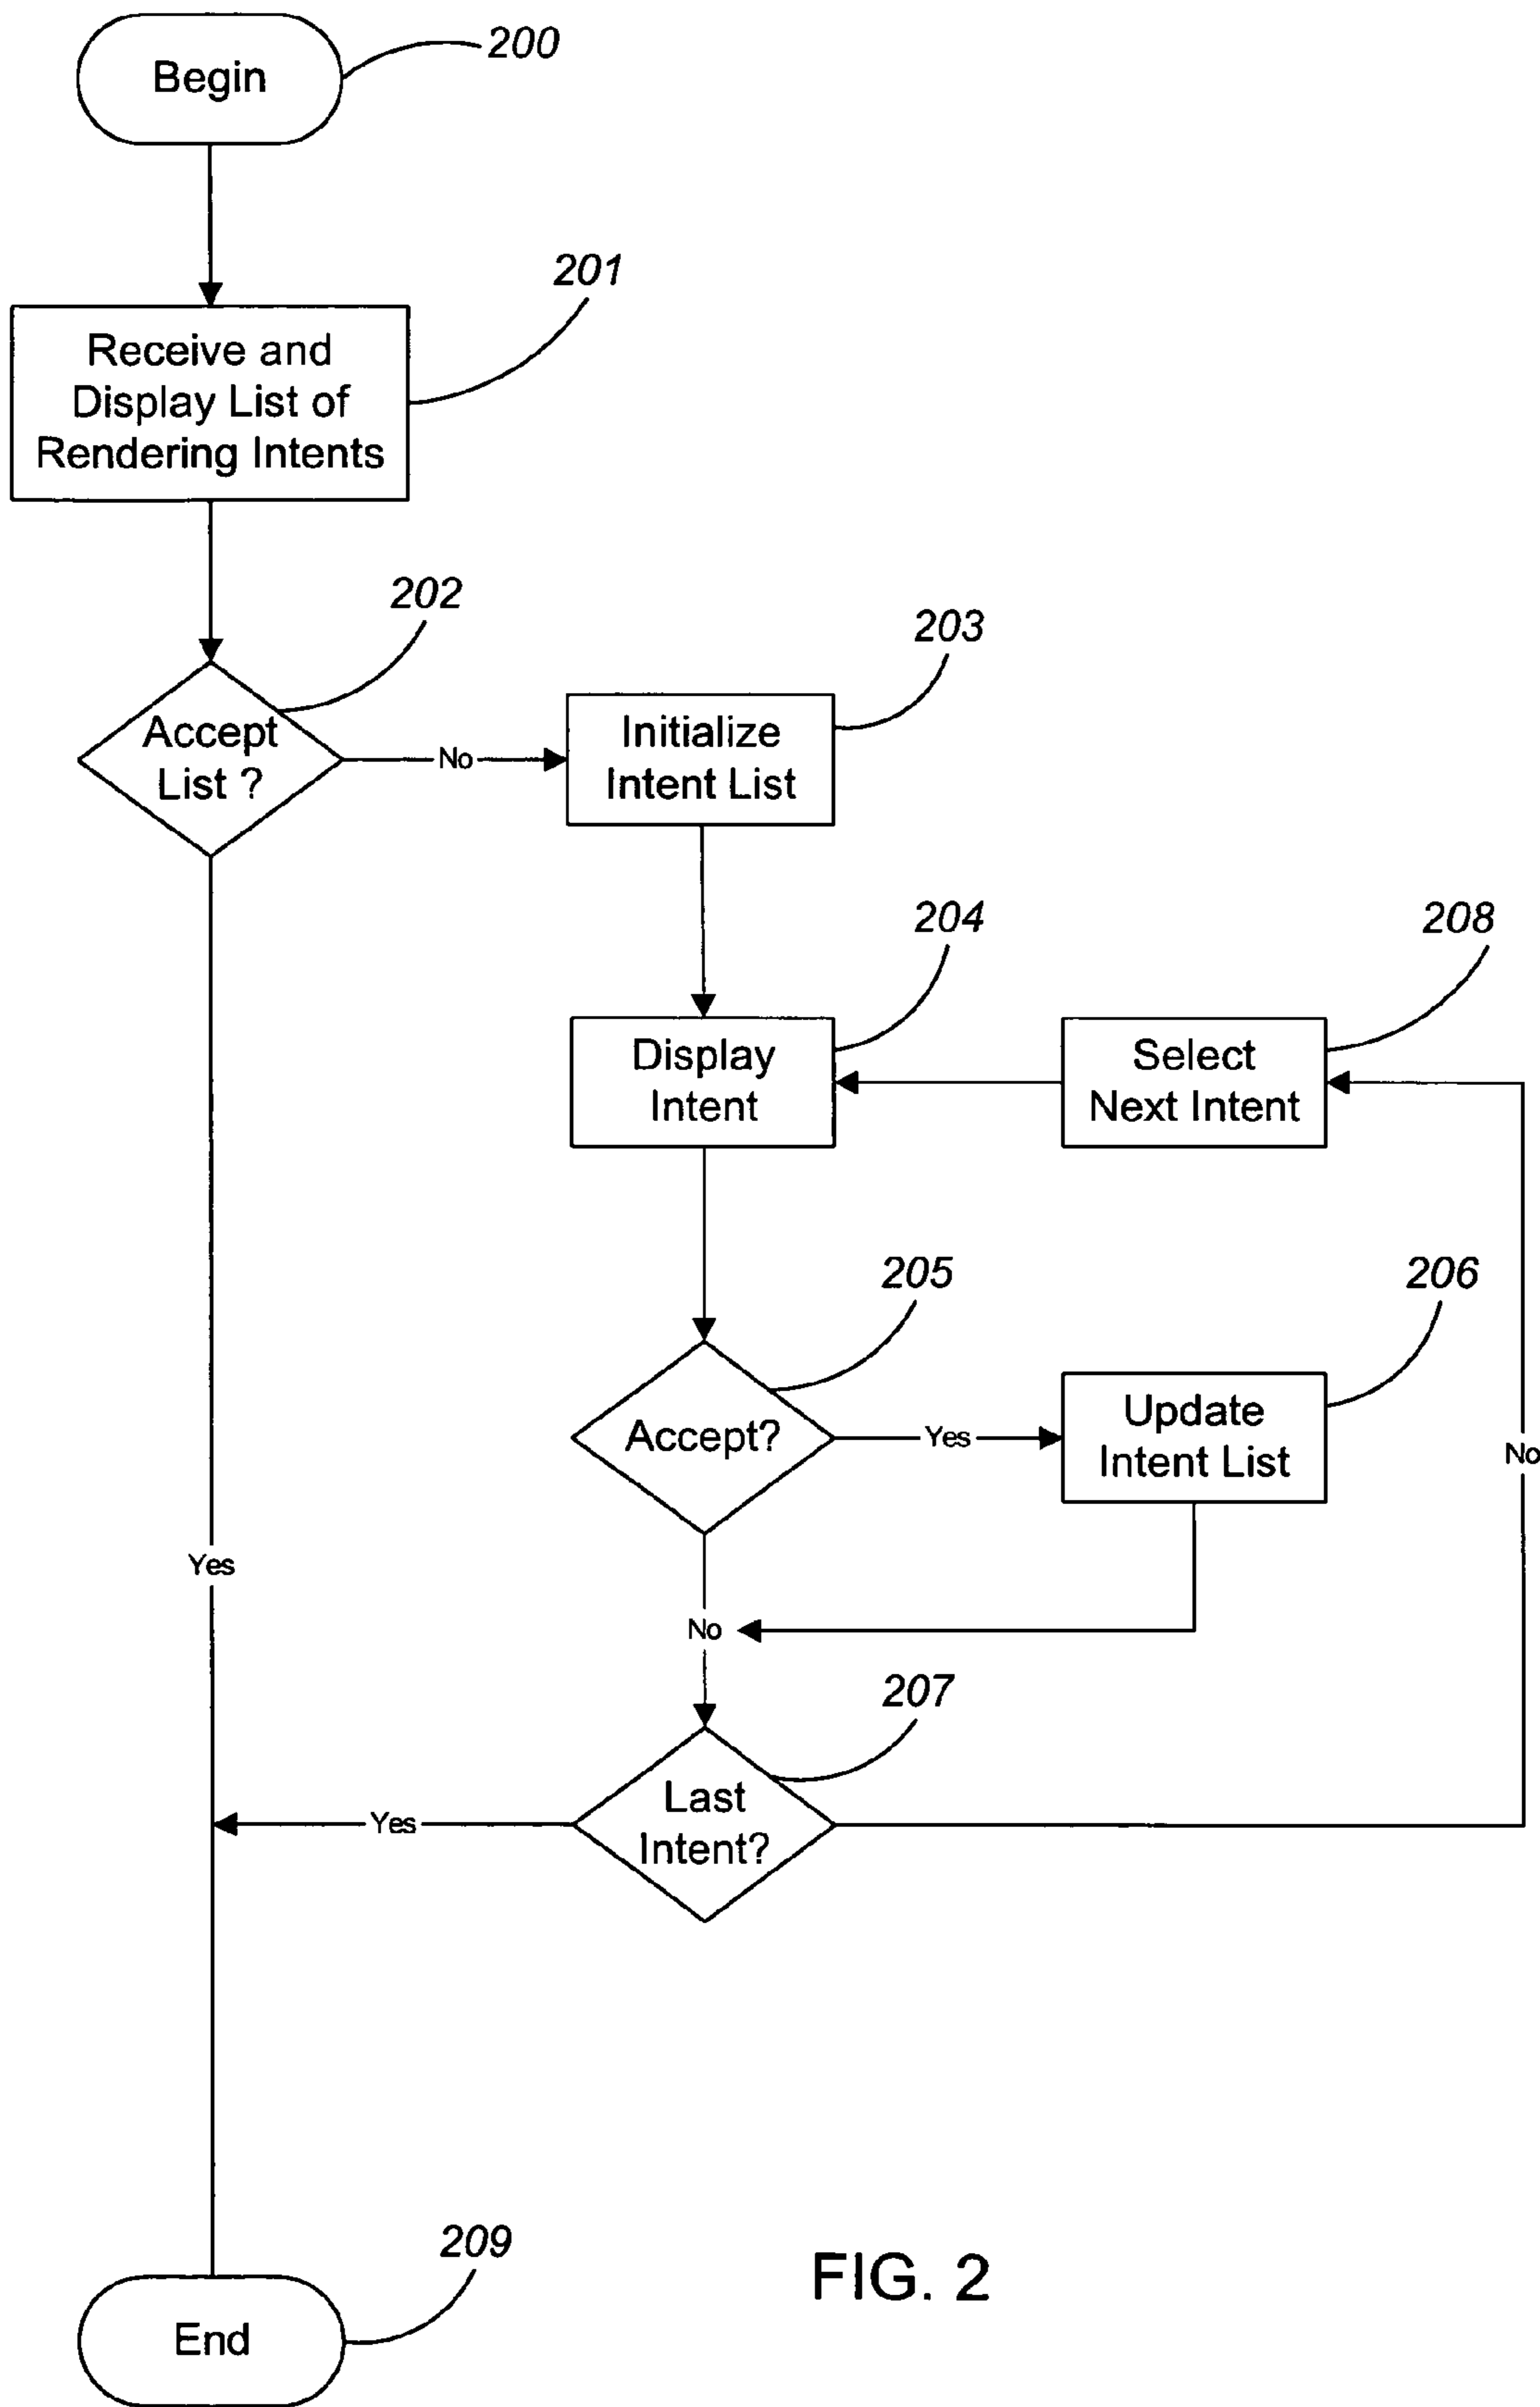 200
Begin
201
Receive and
Display List of
Rendering Intents
202
203
Accept
List ?
No
Initialize
Intent List
204
208
Display
Intent
Select
Next Intent
205
206
Accept?
Yes
Update
Intent List
No
Yes
No
207
Last
Intent?
Yes
209
End
FIG. 2